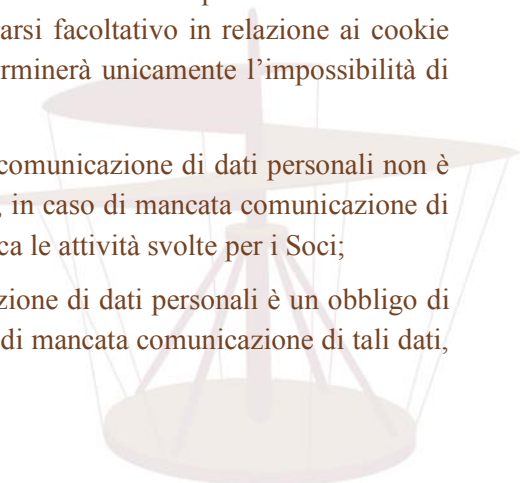 arsi facoltativo in relazione ai cookie
rminerà unicamente l’impossibilità di
comunicazione di dati personali non è
, in caso di mancata comunicazione di
ca le attività svolte per i Soci;
zione di dati personali è un obbligo di
di mancata comunicazione di tali dati,